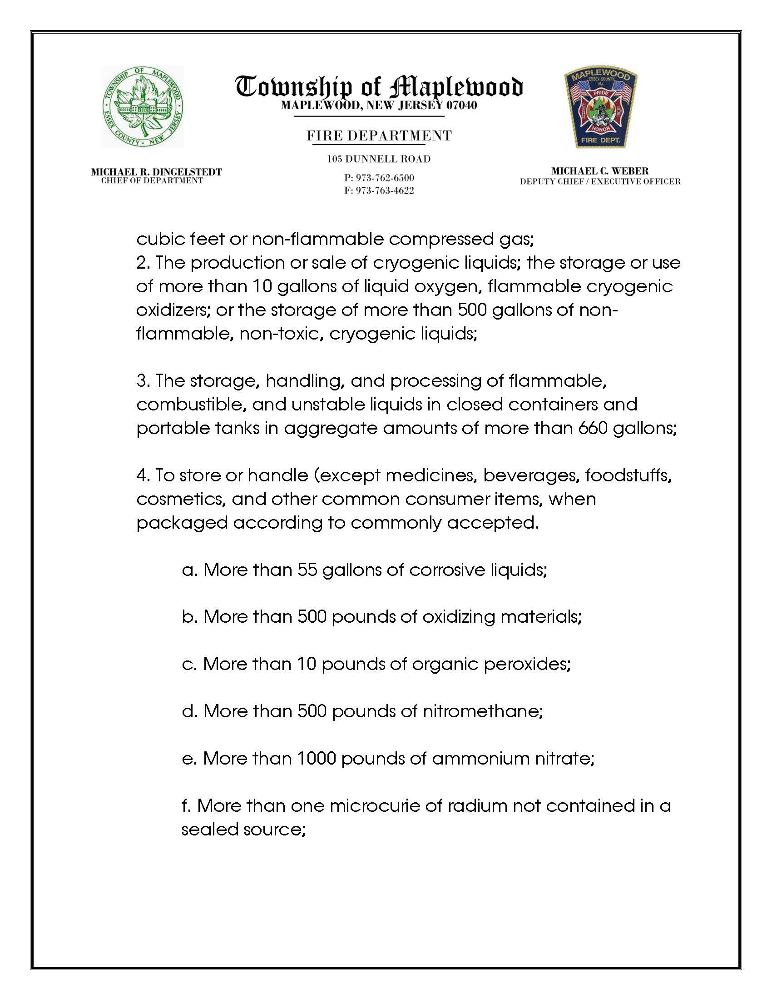 TOWNSHIP OF MAPLEWOOD
ESSEX COUNTY • NEW JERSEY
Township of Maplewood
MAPLEWOOD, NEW JERSEY 07040
FIRE DEPARTMENT
105 DUNNELL ROAD
P: 973-762-6500
F: 973-763-4622
MICHAEL R. DINGELSTEDT
CHIEF OF DEPARTMENT
MAPLEWOOD
ESSEX COUNTY
N.J.
PRIDE
HONOR
FIRE DEPT.
MICHAEL C. WEBER
DEPUTY CHIEF / EXECUTIVE OFFICER
cubic feet or non-flammable compressed gas;
2. The production or sale of cryogenic liquids; the storage or use
of more than 10 gallons of liquid oxygen, flammable cryogenic
oxidizers; or the storage of more than 500 gallons of non-
flammable, non-toxic, cryogenic liquids;
3. The storage, handling, and processing of flammable,
combustible, and unstable liquids in closed containers and
portable tanks in aggregate amounts of more than 660 gallons;
4. To store or handle (except medicines, beverages, foodstuffs,
cosmetics, and other common consumer items, when
packaged according to commonly accepted.
a. More than 55 gallons of corrosive liquids;
b. More than 500 pounds of oxidizing materials;
c. More than 10 pounds of organic peroxides;
d. More than 500 pounds of nitromethane;
e. More than 1000 pounds of ammonium nitrate;
f. More than one microcurie of radium not contained in a
sealed source;